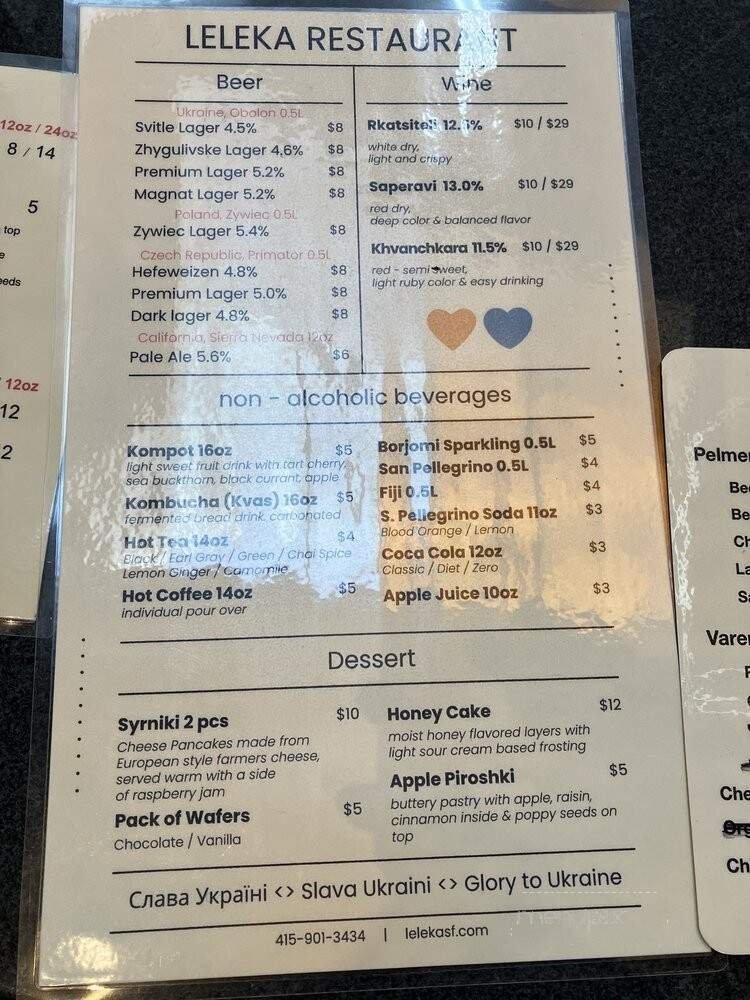 LELEKA RESTAURANT
Beer
Ukraine, Obolon 0.5L
Svitle Lager 4.5% $8
Zhygulivske Lager 4.6% $8
Premium Lager 5.2% $8
Magnat Lager 5.2% $8
Poland, Zywiec 0.5L
Zywiec Lager 5.4% $8
Czech Republic, Primator 0.5L
Hefeweizen 4.8% $8
Premium Lager 5.0% $8
Dark lager 4.8% $8
California, Sierra Nevada 12oz
Pale Ale 5.6% $6
Wine
Rkatsiteli $10 / $29
white dry,
light and crispy
Saperavi 13.0% $10 / $29
red dry,
deep color & balanced flavor
Khvanchkara 11.5% $10 / $29
red - semi sweet,
light ruby color & easy drinking
non - alcoholic beverages
Kompot 16oz $5
light sweet fruit drink with tart cherry,
sea buckthorn, black currant, apple
Kombucha (Kvas) 16oz $5
fermented bread drink, carbonated
Hot Tea 14oz $4
Black / Earl Gray / Green / Chai Spice
Lemon Ginger / Camomile
Hot Coffee 14oz $5
individual pour over
Borjomi Sparkling 0.5L $5
San Pellegrino 0.5L $4
Fiji 0.5L $4
S. Pellegrino Soda 11oz $3
Blood Orange / Lemon
Coca Cola 12oz $3
Classic / Diet / Zero
Apple Juice 10oz $3
Dessert
Syrniki 2 pcs $10
Cheese Pancakes made from
European style farmers cheese,
served warm with a side
of raspberry jam
Pack of Wafers $5
Chocolate / Vanilla
Honey Cake $12
moist honey flavored layers with
light sour cream based frosting
Apple Piroshki $5
buttery pastry with apple, raisin,
cinnamon inside & poppy seeds on
top
Слава Україні <> Slava Ukraini <> Glory to Ukraine
415-901-3434 | lelekasf.com
12oz / 24oz
8 / 14
5
top
12oz
12
2